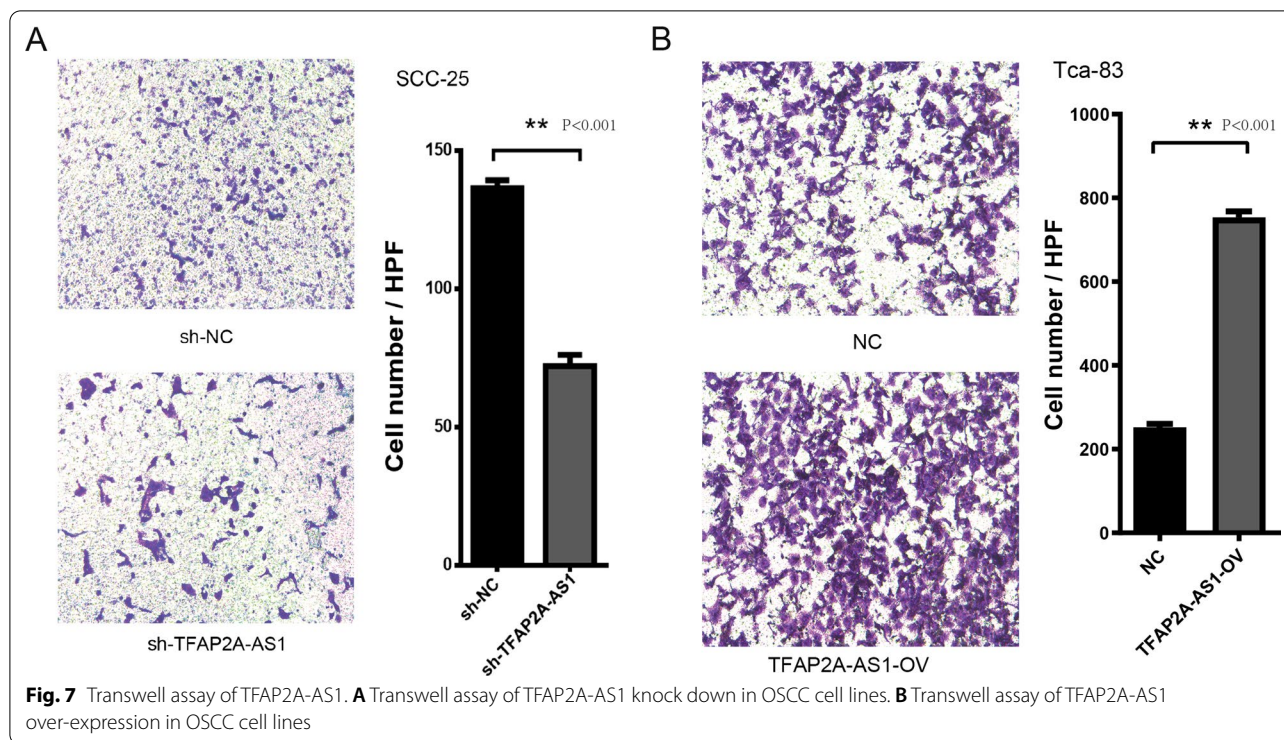 A
SCC-25
** P<0.001
150
100
50
0
Cell number / HPF
sh-NC
sh-TFAP2A-AS1
sh-NC
sh-TFAP2A-AS1
B
Tca-83
** P<0.001
1000
800
600
400
200
0
Cell number / HPF
NC
TFAP2A-AS1-OV
NC
TFAP2A-AS1-OV
Fig. 7 Transwell assay of TFAP2A-AS1. A Transwell assay of TFAP2A-AS1 knock down in OSCC cell lines. B Transwell assay of TFAP2A-AS1
over-expression in OSCC cell lines